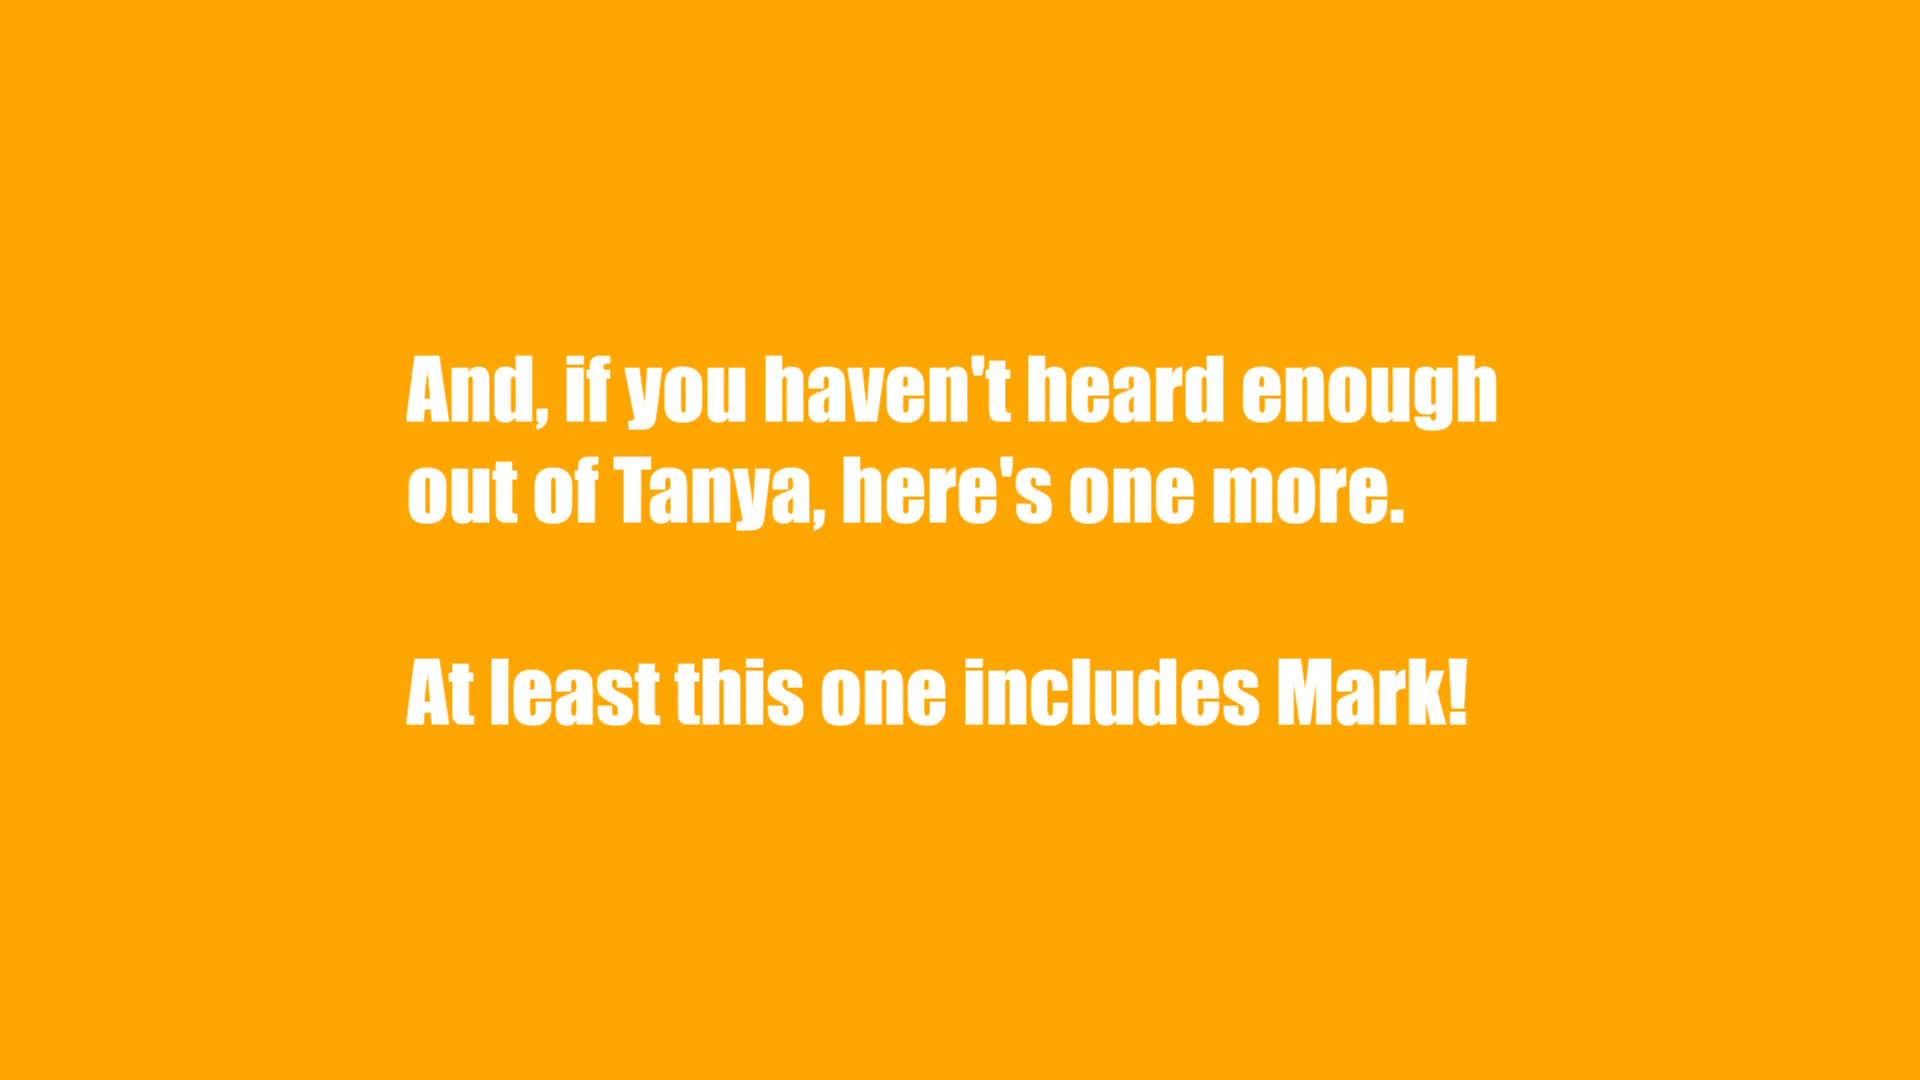 And, if you haven't heard enough
out of Tanya, here's one more.
At least this one includes Mark!